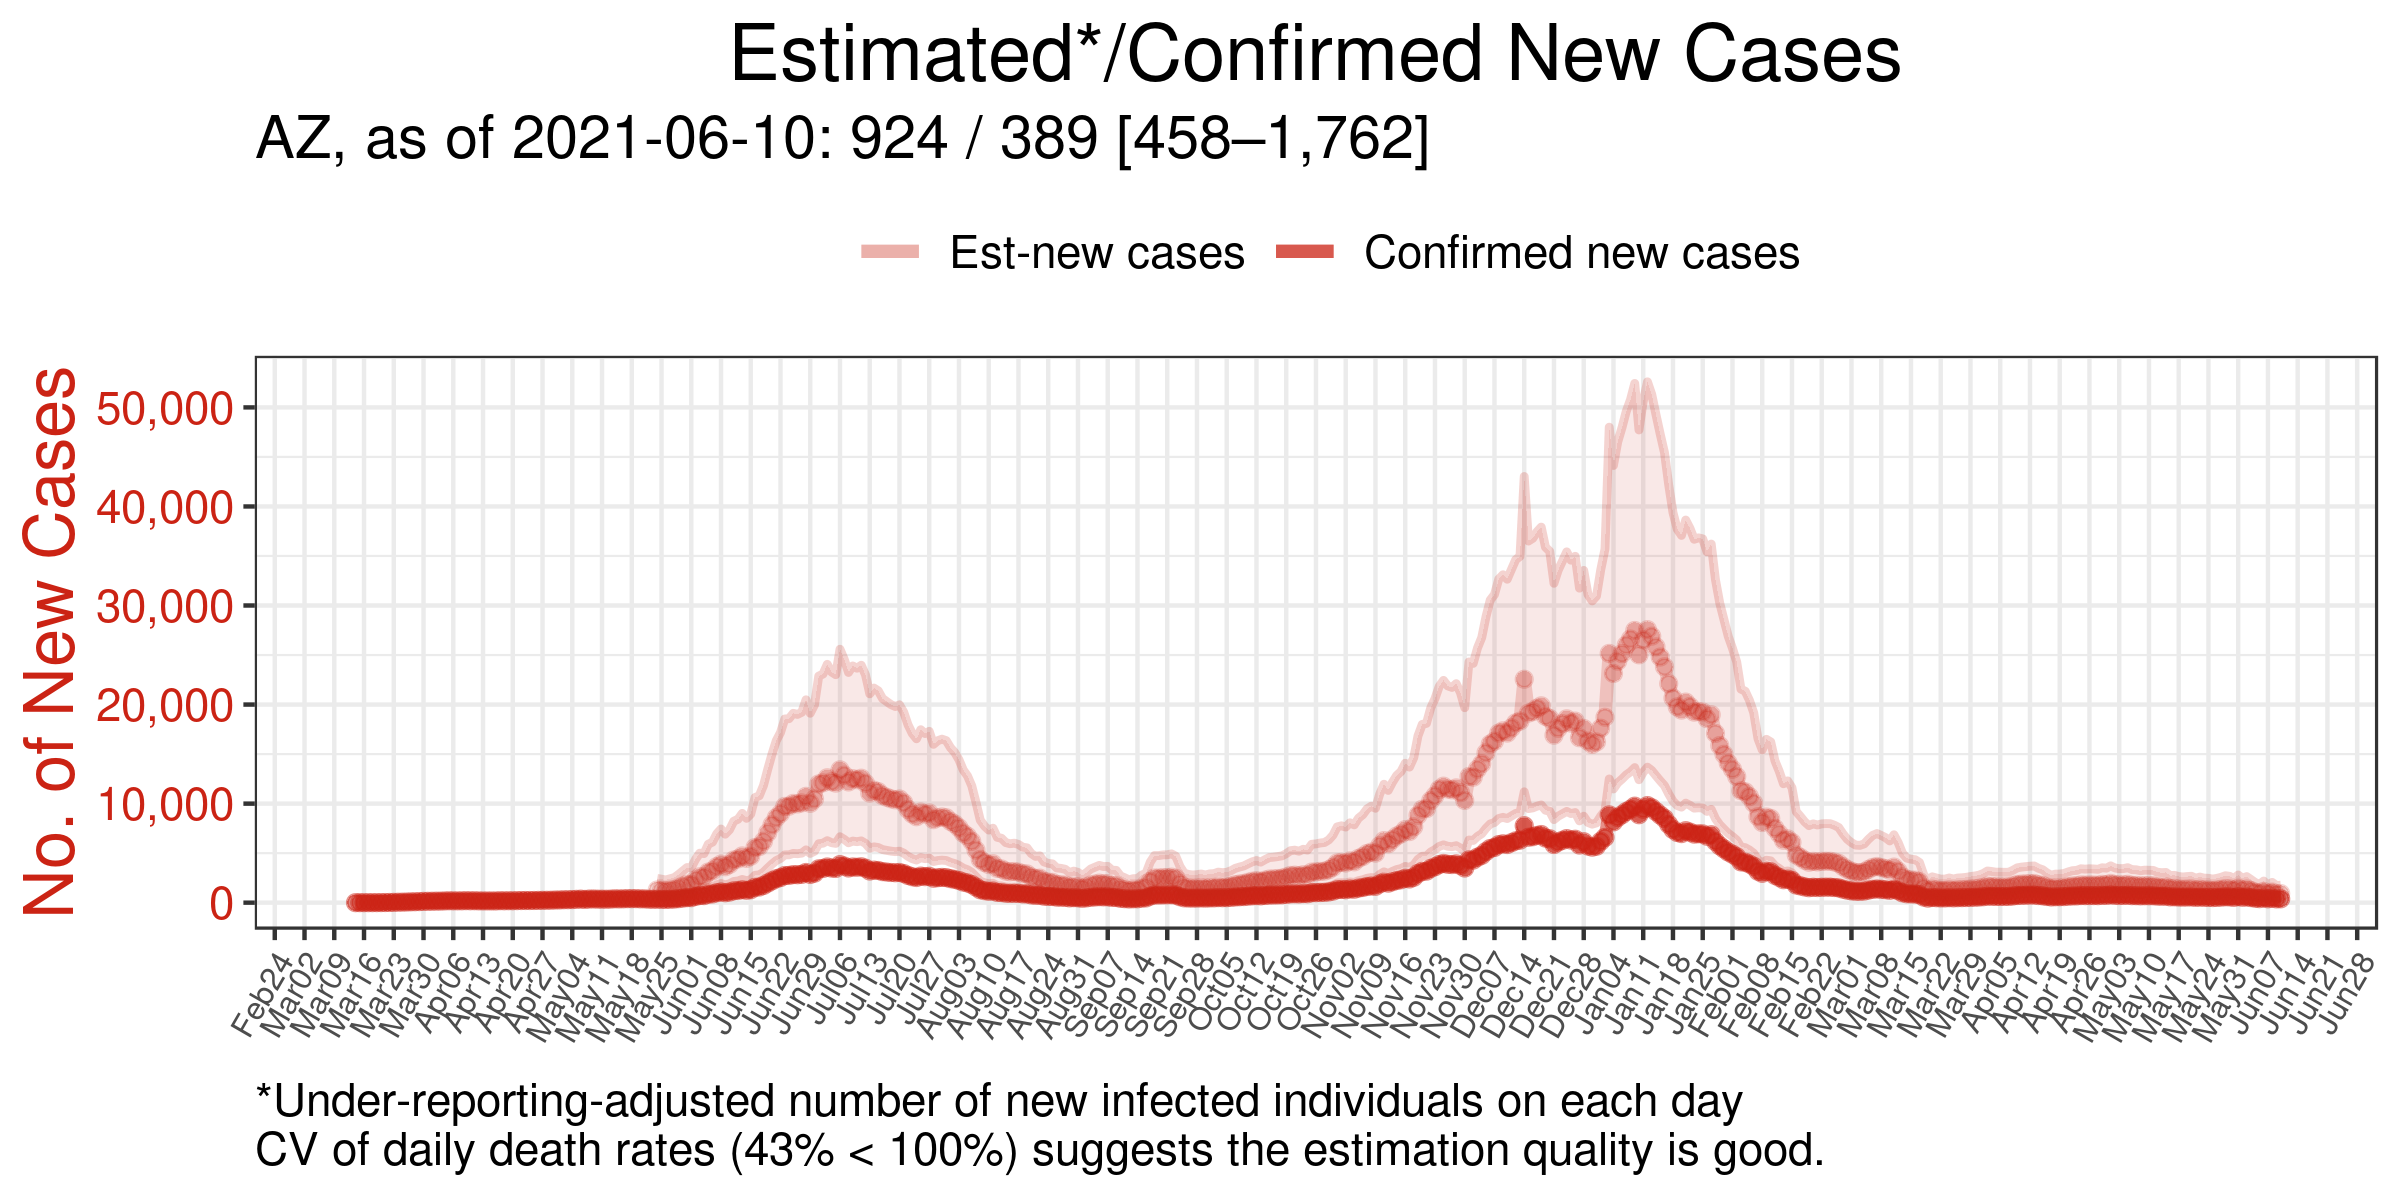 Estimated*/Confirmed New Cases
AZ, as of 2021-06-10: 924 / 389 [458–1,762]
Est-new cases Confirmed new cases
No. of New Cases
50,000
40,000
30,000
20,000
10,000
0
Feb24 Mar02 Mar09 Mar16 Mar23 Mar30 Apr06 Apr13 Apr20 Apr27 May04 May11 May18 May25 Jun01 Jun08 Jun15 Jun22 Jun29 Jul06 Jul13 Jul20 Jul27 Aug03 Aug10 Aug17 Aug24 Aug31 Sep07 Sep14 Sep21 Sep28 Oct05 Oct12 Oct19 Oct26 Nov02 Nov09 Nov16 Nov23 Nov30 Dec07 Dec14 Dec21 Dec28 Jan04 Jan11 Jan18 Jan25 Feb01 Feb08 Feb15 Feb22 Mar01 Mar08 Mar15 Mar22 Mar29 Apr05 Apr12 Apr19 Apr26 May03 May10 May17 May24 May31 Jun07 Jun14 Jun21 Jun28
*Under-reporting-adjusted number of new infected individuals on each day
CV of daily death rates (43% < 100%) suggests the estimation quality is good.